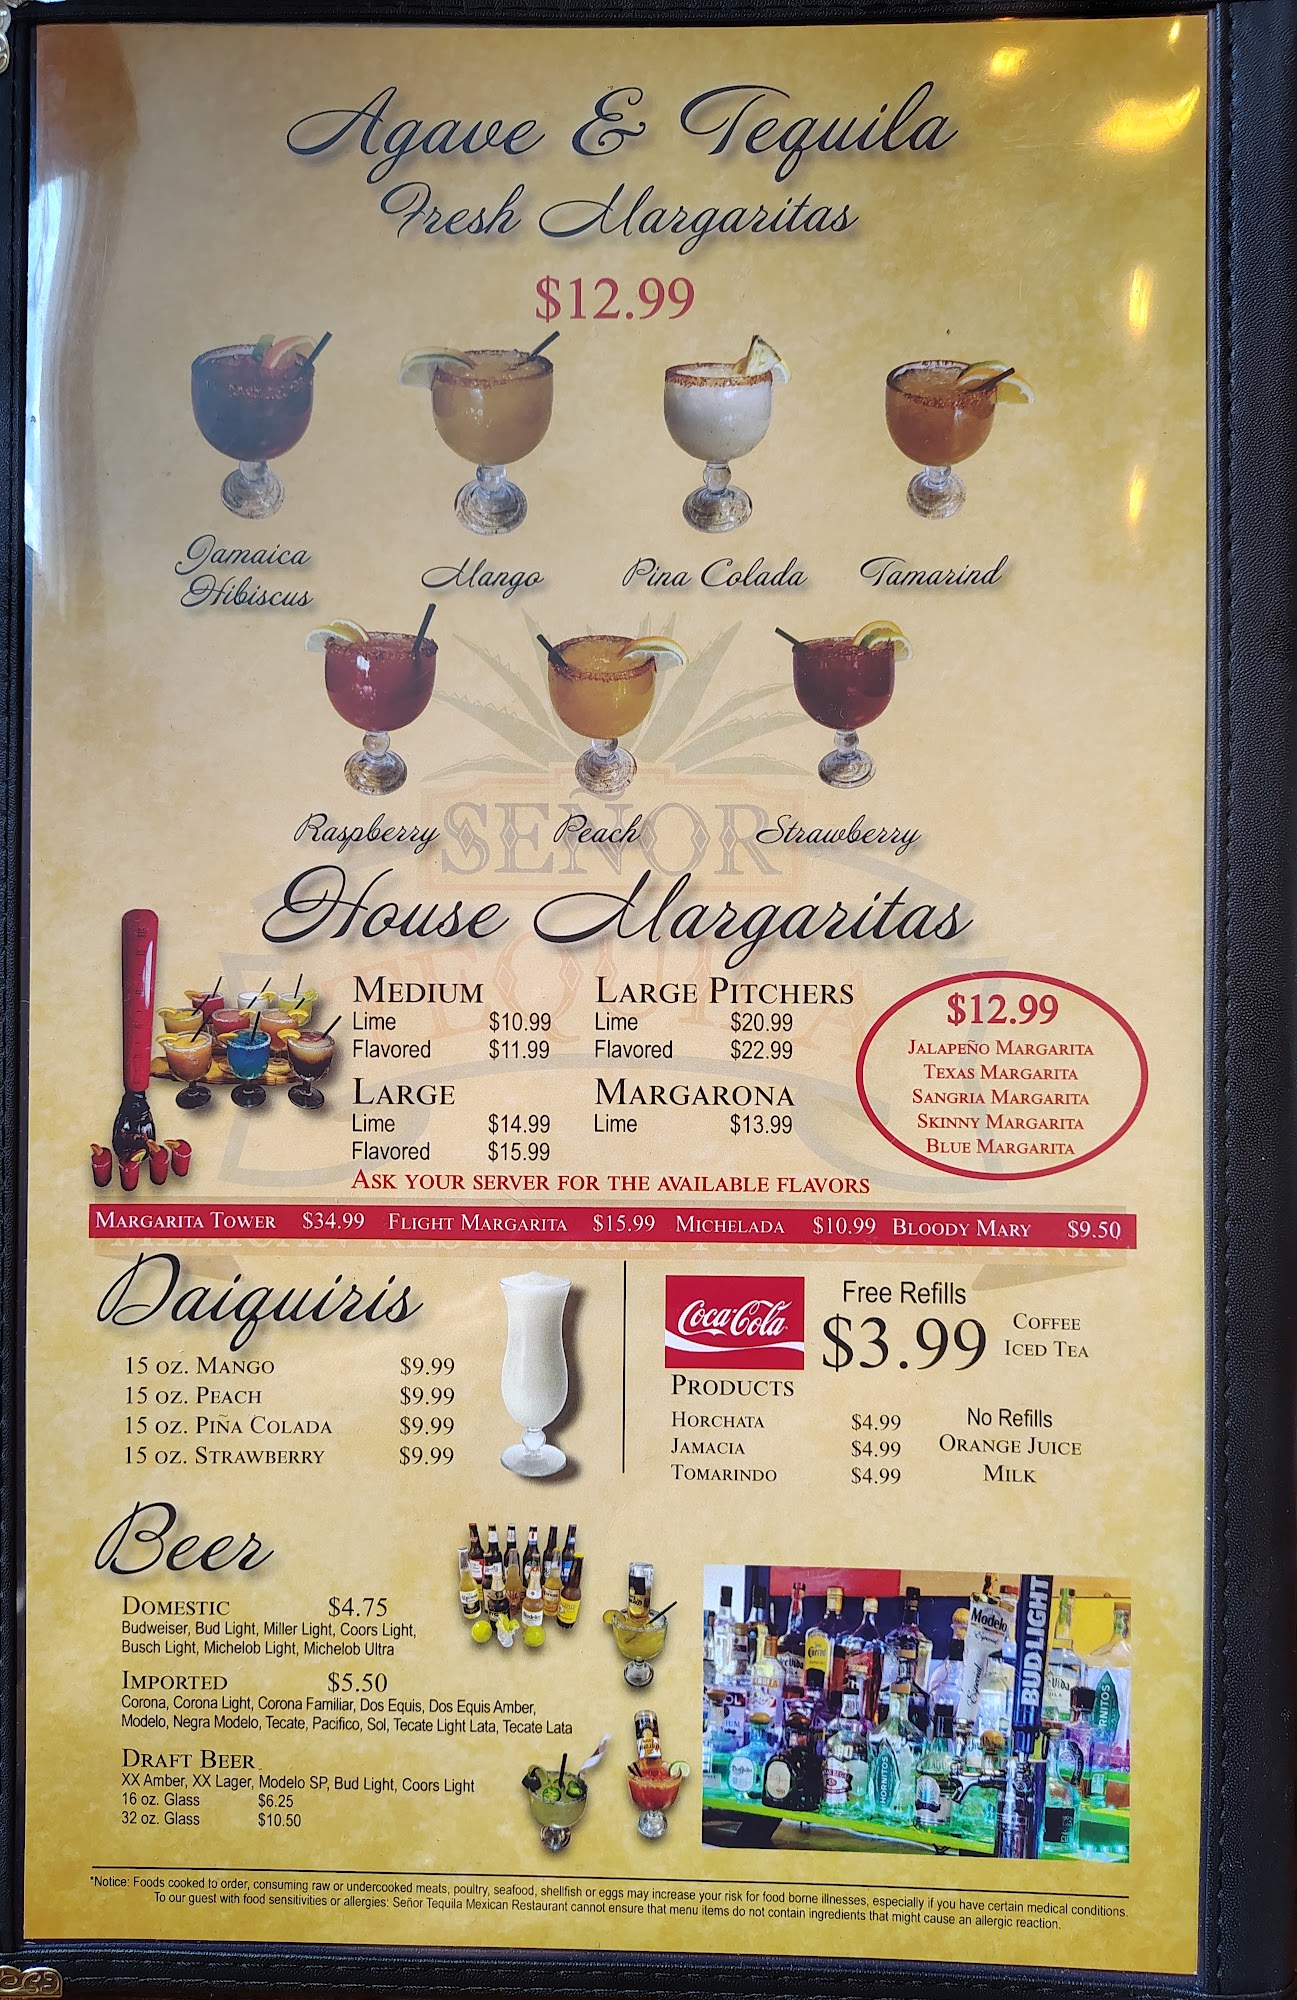 Agave & Tequila
Fresh Margaritas
$12.99
Jamaica Hibiscus
Mango
Pina Colada
Tamarind
Raspberry
Peach
Strawberry
SEÑOR
TEQUILA
House Margaritas
MEDIUM
Lime $10.99
Flavored $11.99
LARGE
Lime $14.99
Flavored $15.99
LARGE PITCHERS
Lime $20.99
Flavored $22.99
MARGARONA
Lime $13.99
$12.99
JALAPEÑO MARGARITA
TEXAS MARGARITA
SANGRIA MARGARITA
SKINNY MARGARITA
BLUE MARGARITA
ASK YOUR SERVER FOR THE AVAILABLE FLAVORS
MARGARITA TOWER $34.99 FLIGHT MARGARITA $15.99 MICHELADA $10.99 BLOODY MARY $9.50
MEXICAN RESTAURANT AND CANTINA
Daiquiris
15 OZ. MANGO $9.99
15 OZ. PEACH $9.99
15 OZ. PIÑA COLADA $9.99
15 OZ. STRAWBERRY $9.99
Coca-Cola
PRODUCTS
Free Refills
$3.99
COFFEE
ICED TEA
HORCHATA $4.99
JAMACIA $4.99
TOMARINDO $4.99
No Refills
ORANGE JUICE
MILK
Beer
DOMESTIC $4.75
Budweiser, Bud Light, Miller Light, Coors Light,
Busch Light, Michelob Light, Michelob Ultra
IMPORTED $5.50
Corona, Corona Light, Corona Familiar, Dos Equis, Dos Equis Amber,
Modelo, Negra Modelo, Tecate, Pacifico, Sol, Tecate Light Lata, Tecate Lata
DRAFT BEER
XX Amber, XX Lager, Modelo SP, Bud Light, Coors Light
16 oz. Glass $6.25
32 oz. Glass $10.50
Modelo
Especial
BUD LIGHT
HORNITOS
*Notice: Foods cooked to order, consuming raw or undercooked meats, poultry, seafood, shellfish or eggs may increase your risk for food borne illnesses, especially if you have certain medical conditions.
To our guest with food sensitivities or allergies: Señor Tequila Mexican Restaurant cannot ensure that menu items do not contain ingredients that might cause an allergic reaction.